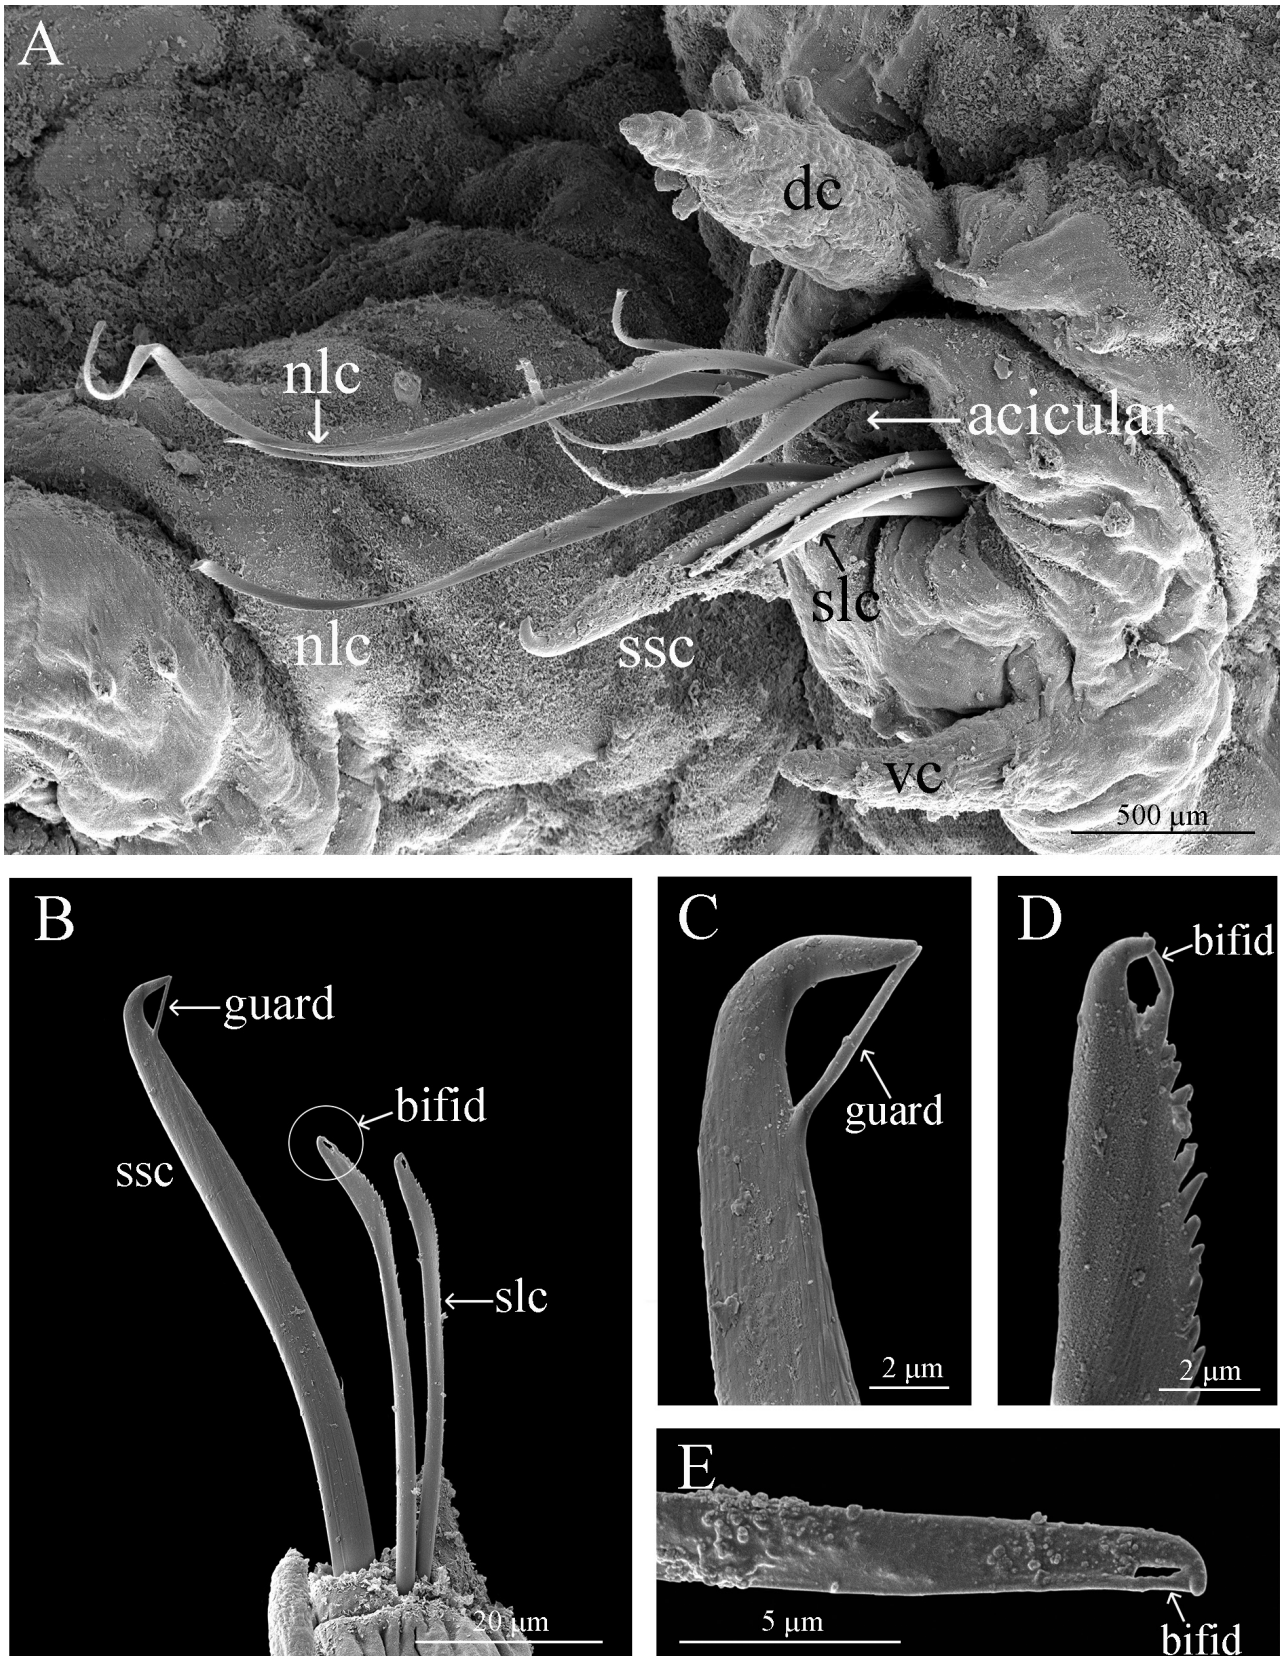 A
dc
nlc
acicular
slc
nlc
ssc
vc
500 μm
B
guard
bifid
ssc
slc
20 μm
C
guard
2 μm
D
bifid
2 μm
E
5 μm
bifid